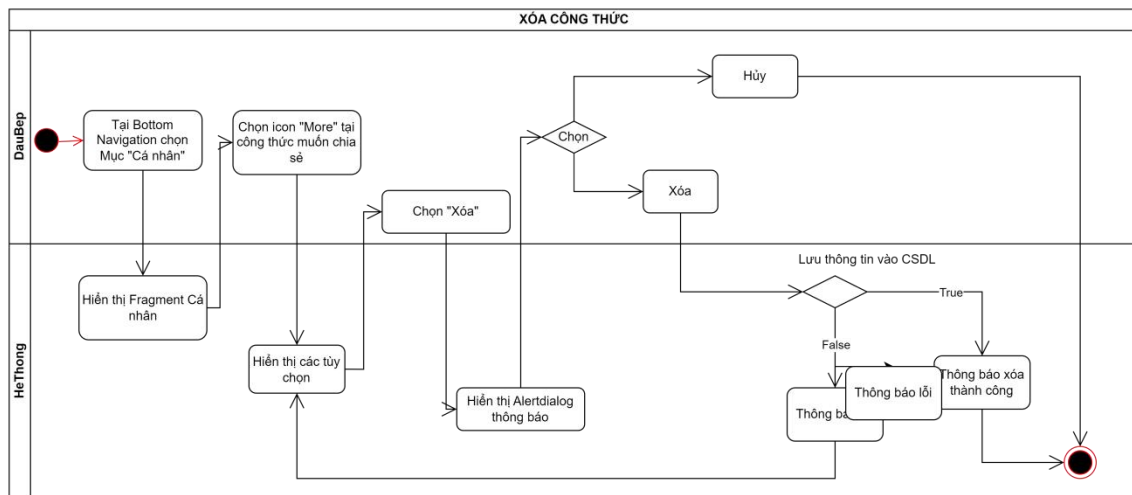 XÓA CÔNG THỨC
DauBep
Tại Bottom
Navigation chọn
Mục "Cá nhân"
Chọn icon "More" tại
công thức muốn chia
sẻ
Chọn "Xóa"
Chọn
Hủy
Xóa
HeThong
Hiển thị Fragment Cá
nhân
Hiển thị các tùy
chọn
Hiển thị Alertdialog
thông báo
Lưu thông tin vào CSDL
True
False
Thông báo lỗi
Thông
Thông báo xóa
thành công